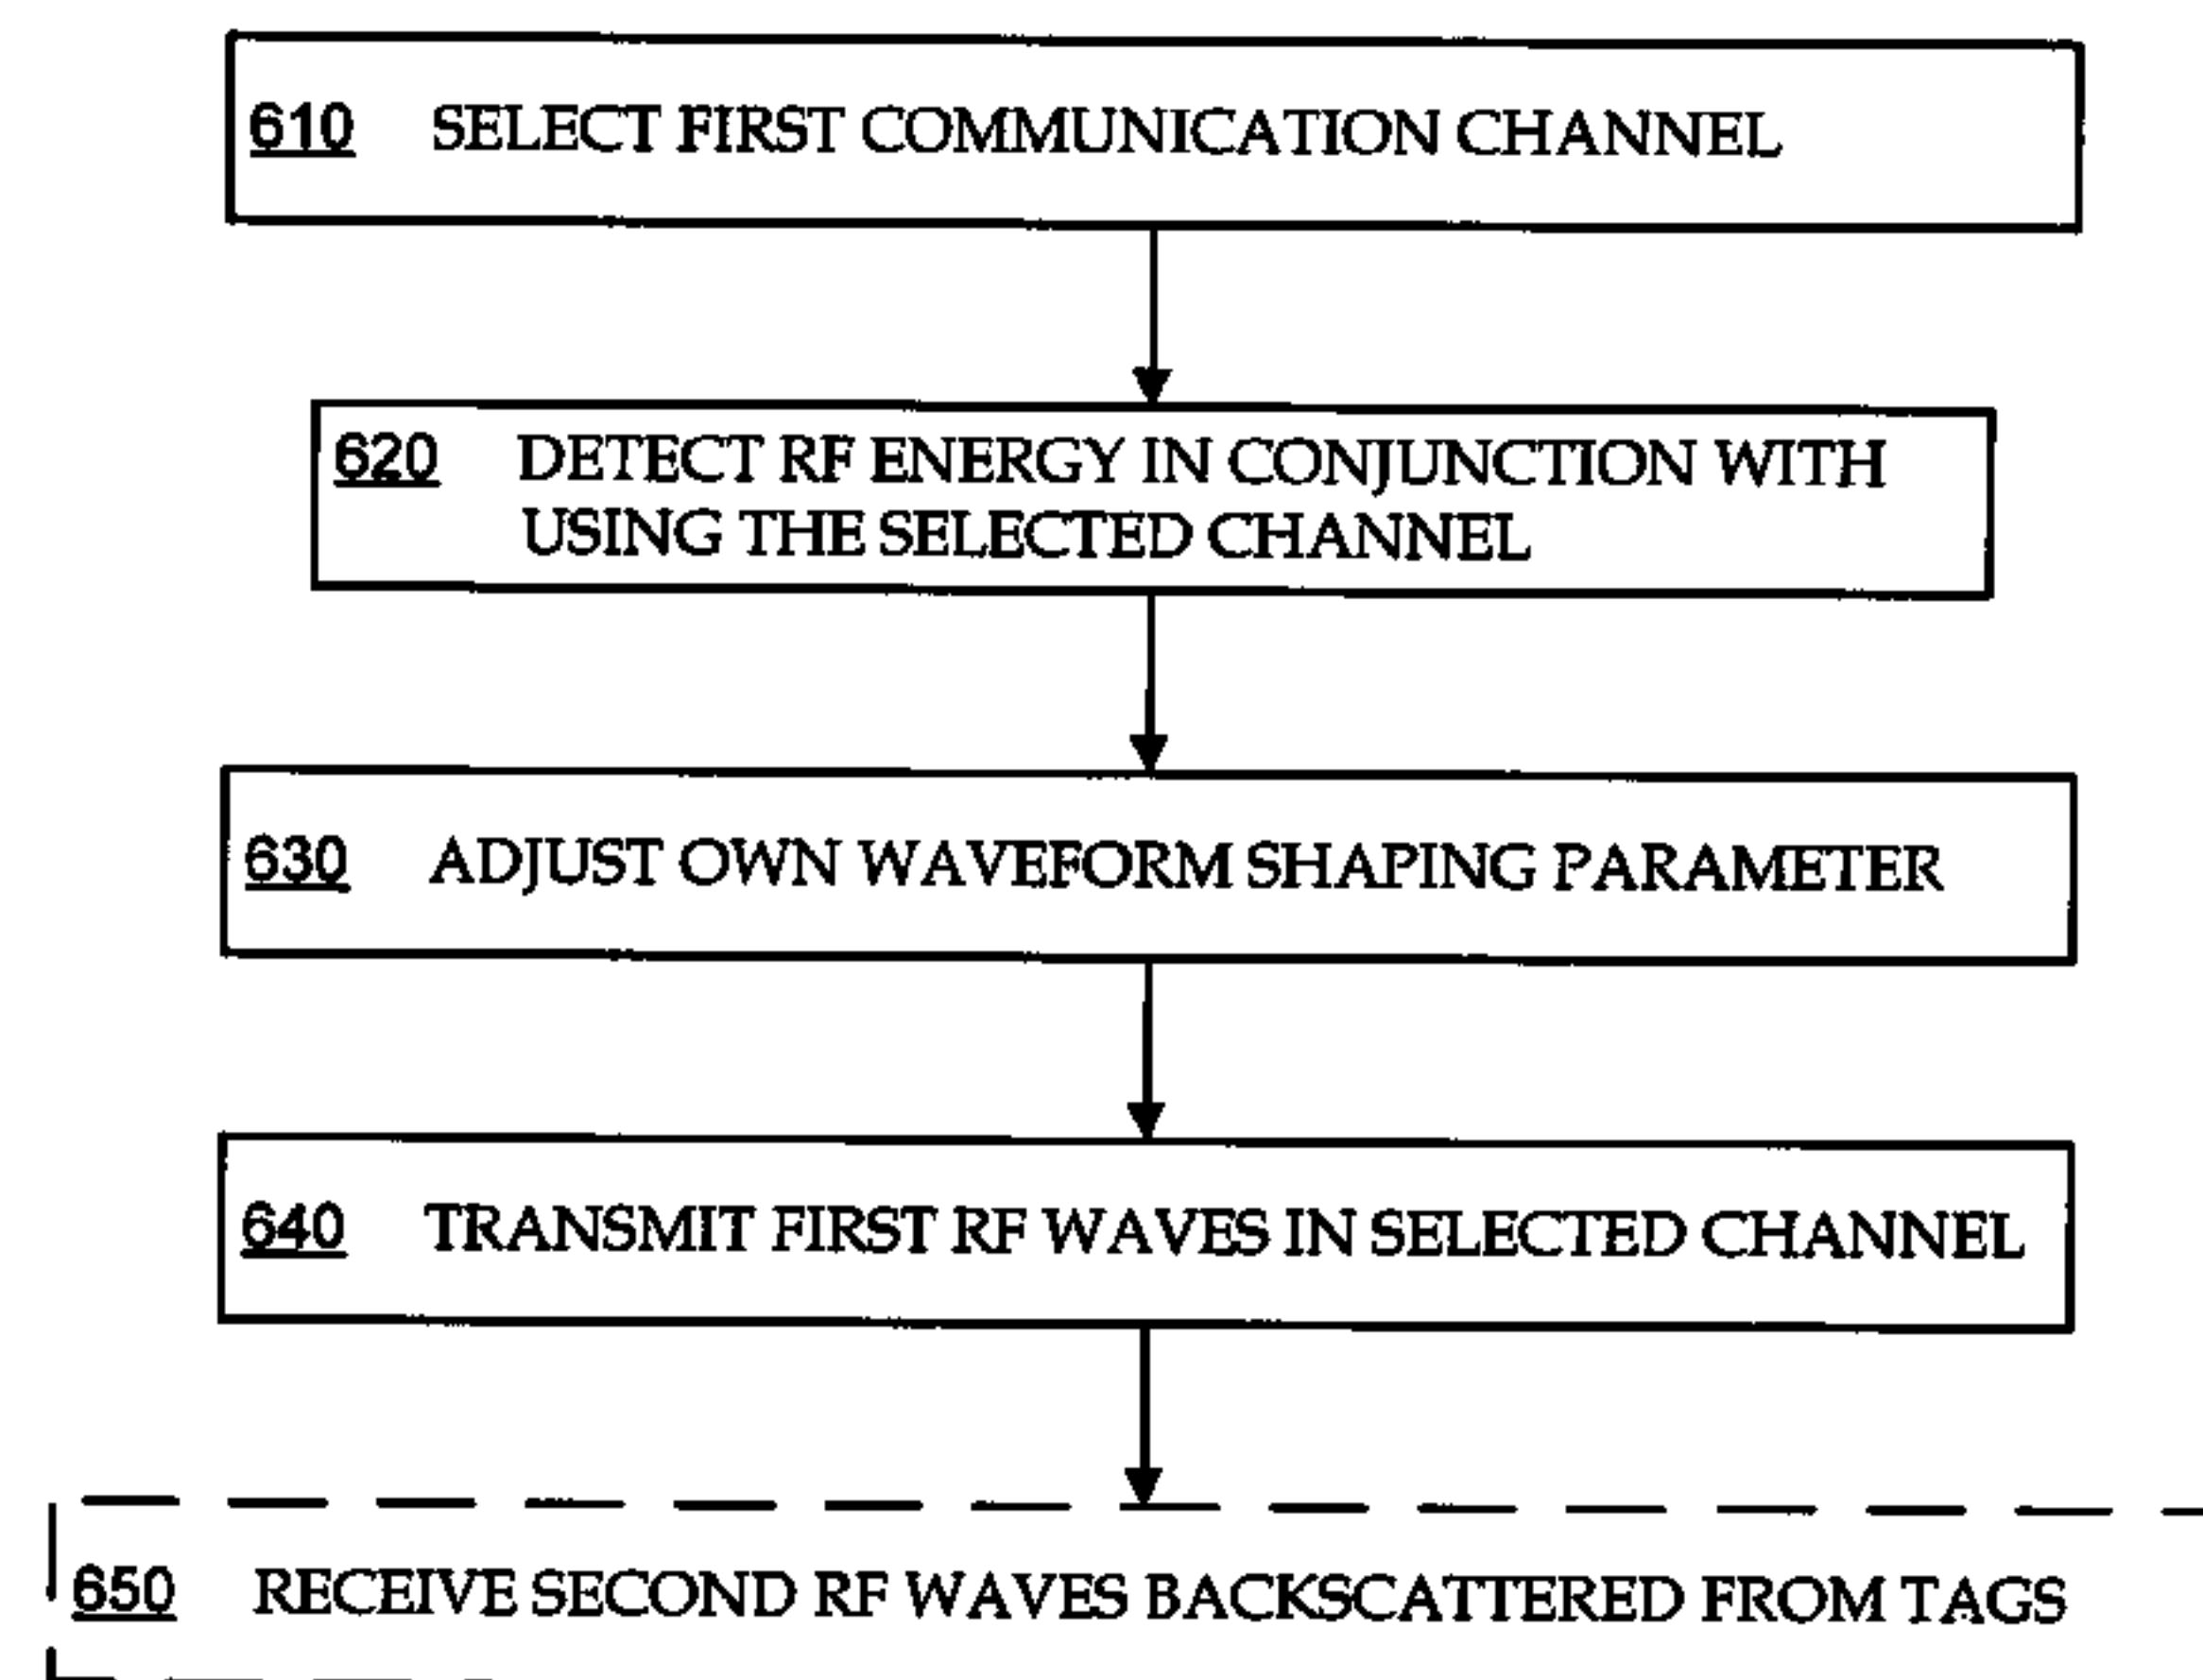 610 SELECT FIRST COMMUNICATION CHANNEL
620 DETECT RF ENERGY IN CONJUNCTION WITH
USING THE SELECTED CHANNEL
630 ADJUST OWN WAVEFORM SHAPING PARAMETER
640 TRANSMIT FIRST RF WAVES IN SELECTED CHANNEL
650 RECEIVE SECOND RF WAVES BACKSCATTERED FROM TAGS